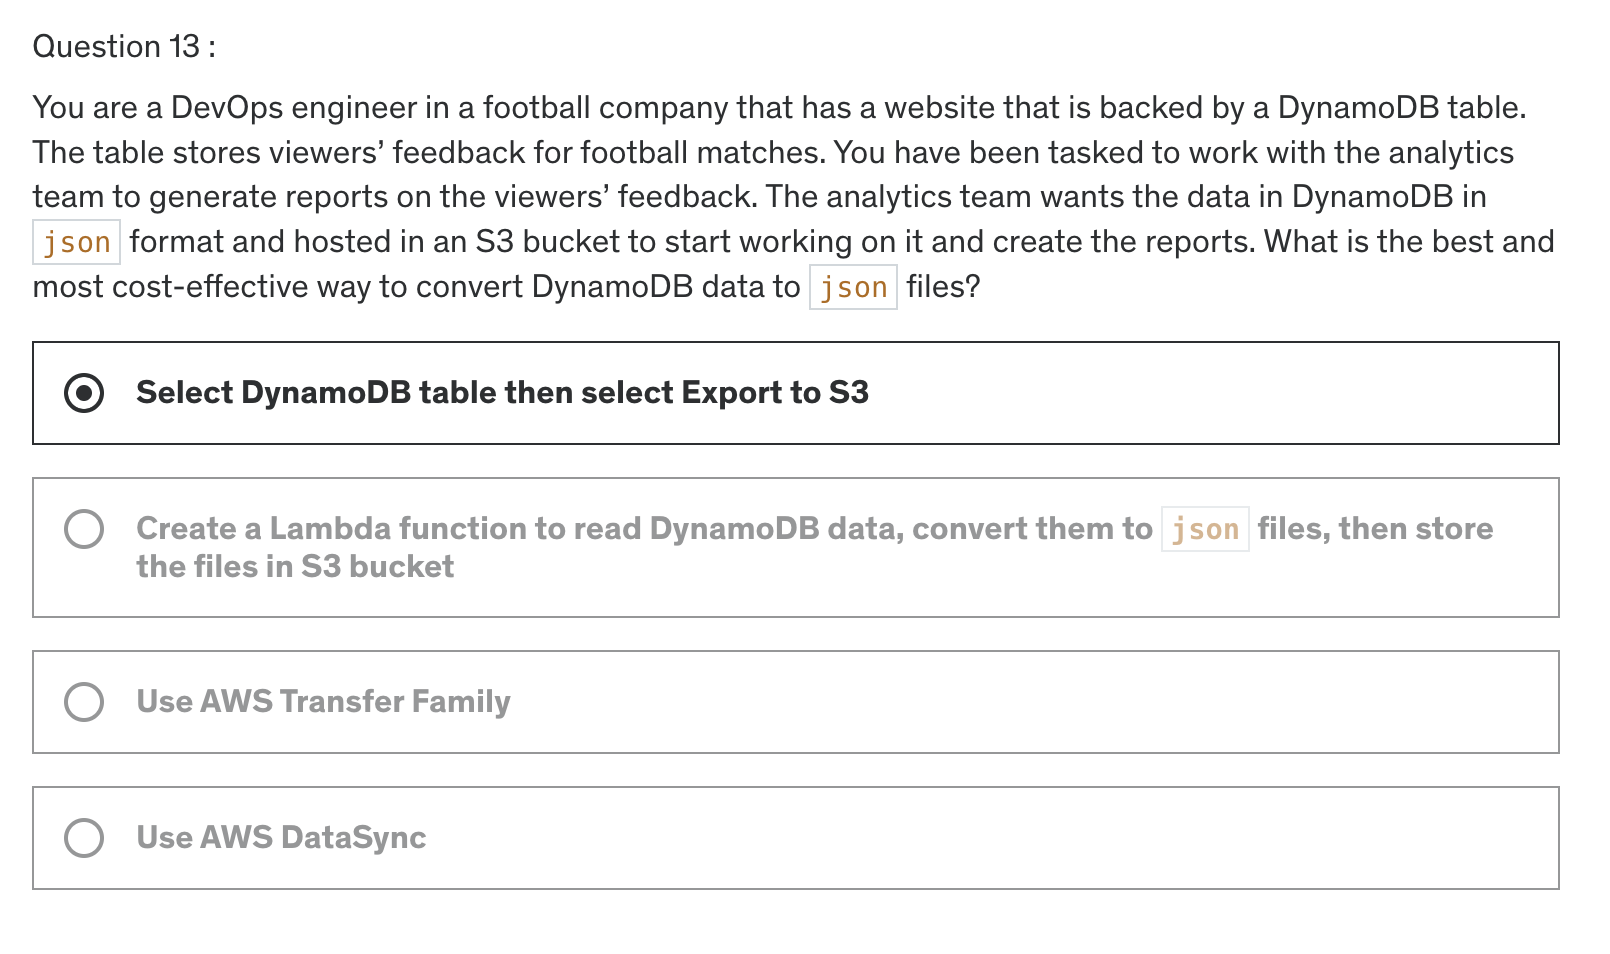 Question 13 :
You are a DevOps engineer in a football company that has a website that is backed by a DynamoDB table.
The table stores viewers’ feedback for football matches. You have been tasked to work with the analytics
team to generate reports on the viewers’ feedback. The analytics team wants the data in DynamoDB in
json format and hosted in an S3 bucket to start working on it and create the reports. What is the best and
most cost-effective way to convert DynamoDB data to json files?
Select DynamoDB table then select Export to S3
Create a Lambda function to read DynamoDB data, convert them to json files, then store
the files in S3 bucket
Use AWS Transfer Family
Use AWS DataSync